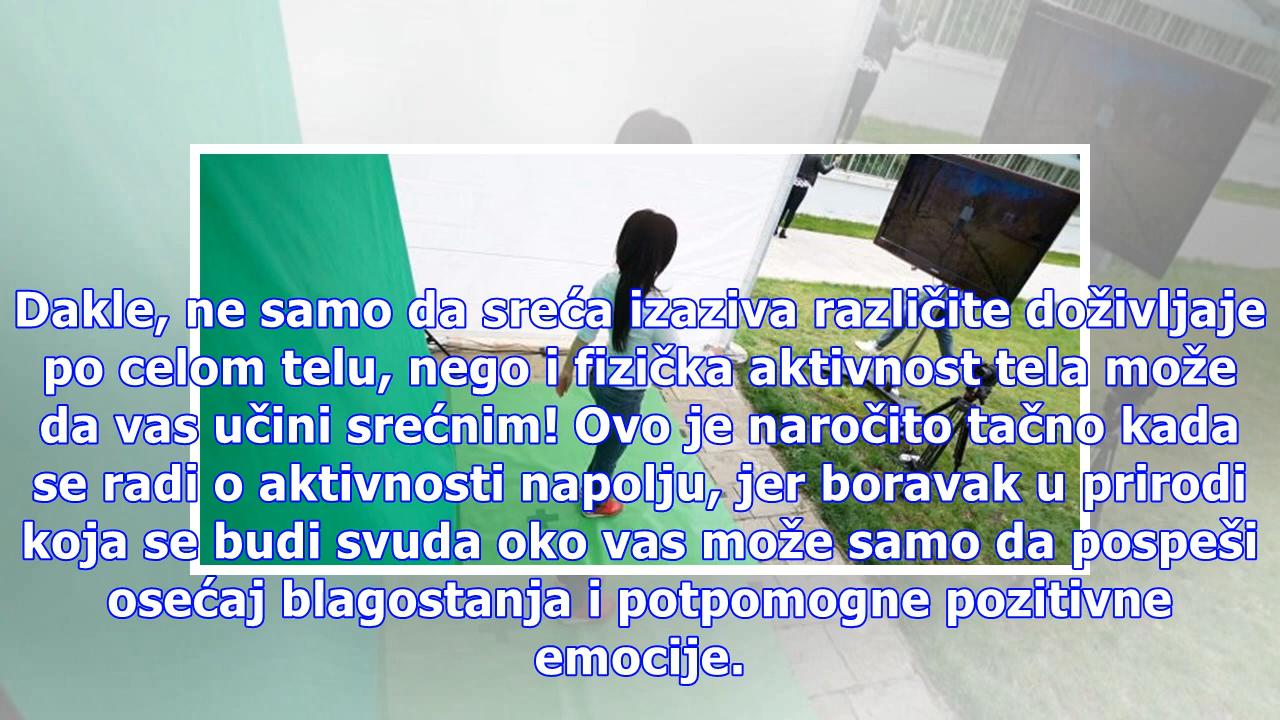 Dakle, ne samo da sreća izaziva različite doživljaje
po celom telu, nego i fizička aktivnost tela može
da vas učini srećnim! Ovo je naročito tačno kada
se radi o aktivnosti napolju, jer boravak u prirodi
koja se budi svuda oko vas može samo da pospeši
osećaj blagostanja i potpomogne pozitivne
emocije.